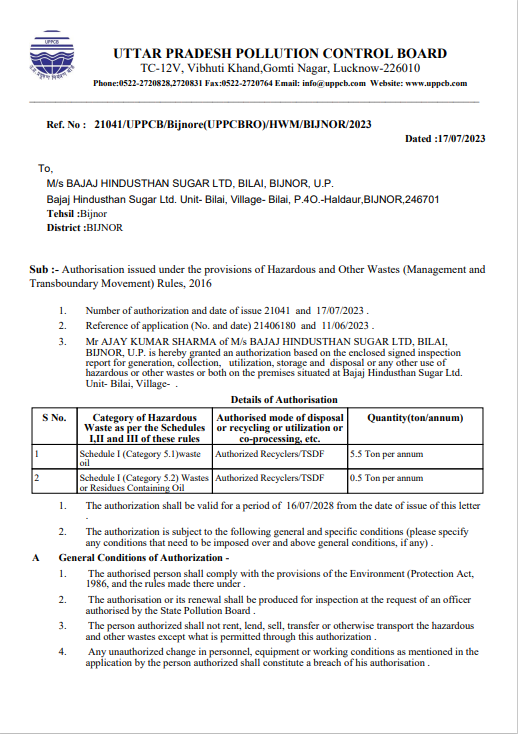 UPPCB
UTTAR PRADESH POLLUTION CONTROL BOARD
TC-12V, Vibhuti Khand,Gomti Nagar, Lucknow-226010
Phone:0522-2720828,2720831 Fax:0522-2720764 Email: info@uppcb.com Website: www.uppcb.com
Ref. No : 21041/UPPCB/Bijnore(UPPCBRO)/HWM/BIJNOR/2023
Dated :17/07/2023
To,
M/s BAJAJ HINDUSTHAN SUGAR LTD, BILAI, BIJNOR, U.P.
Bajaj Hindusthan Sugar Ltd. Unit- Bilai, Village- Bilai, P.4O.-Haldaur,BIJNOR,246701
Tehsil :Bijnor
District :BIJNOR
Sub :- Authorisation issued under the provisions of Hazardous and Other Wastes (Management and
Transboundary Movement) Rules, 2016
1. Number of authorization and date of issue 21041 and 17/07/2023 .
2. Reference of application (No. and date) 21406180 and 11/06/2023 .
3. Mr AJAY KUMAR SHARMA of M/s BAJAJ HINDUSTHAN SUGAR LTD, BILAI,
BIJNOR, U.P. is hereby granted an authorization based on the enclosed signed inspection
report for generation, collection, utilization, storage and disposal or any other use of
hazardous or other wastes or both on the premises situated at Bajaj Hindusthan Sugar Ltd.
Unit- Bilai, Village- .
Details of Authorisation
S No. Category of Hazardous Waste as per the Schedules I,II and III of these rules Authorised mode of disposal or recycling or utilization or co-processing, etc. Quantity(ton/annum)
1 Schedule I (Category 5.1)waste oil Authorized Recyclers/TSDF 5.5 Ton per annum
2 Schedule I (Category 5.2) Wastes or Residues Containing Oil Authorized Recyclers/TSDF 0.5 Ton per annum
1. The authorization shall be valid for a period of 16/07/2028 from the date of issue of this letter
.
2. The authorization is subject to the following general and specific conditions (please specify
any conditions that need to be imposed over and above general conditions, if any) .
A General Conditions of Authorization -
1. The authorised person shall comply with the provisions of the Environment (Protection Act,
1986, and the rules made there under .
2. The authorisation or its renewal shall be produced for inspection at the request of an officer
authorised by the State Pollution Board .
3. The person authorized shall not rent, lend, sell, transfer or otherwise transport the hazardous
and other wastes except what is permitted through this authorization .
4. Any unauthorized change in personnel, equipment or working conditions as mentioned in the
application by the person authorized shall constitute a breach of his authorisation .